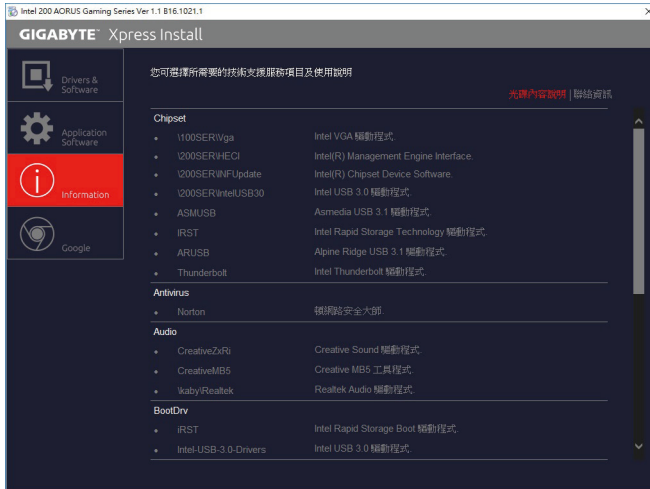 Intel 200 AORUS Gaming Series Ver 1.1 B16.1021.1
GIGABYTE™ Xpress Install
Drivers & Software
Application Software
Information
Google
您可選擇所需要的技術支援服務項目及使用說明
光碟內容說明 | 聯絡資訊
Chipset
\100SER\Vga Intel VGA 驅動程式.
\200SER\HECI Intel(R) Management Engine Interface.
\200SER\INFUpdate Intel(R) Chipset Device Software.
\200SER\IntelUSB30 Intel USB 3.0 驅動程式.
ASMUSB Asmedia USB 3.1 驅動程式.
IRST Intel Rapid Storage Technology 驅動程式.
ARUSB Alpine Ridge USB 3.1 驅動程式.
Thunderbolt Intel Thunderbolt 驅動程式.
Antivirus
Norton 頓網路安全大師.
Audio
CreativeZxRi Creative Sound 驅動程式.
CreativeMB5 Creative MB5 工具程式.
\kaby\Realtek Realtek Audio 驅動程式.
BootDrv
iRST Intel Rapid Storage Boot 驅動程式.
Intel-USB-3.0-Drivers Intel USB 3.0 驅動程式.